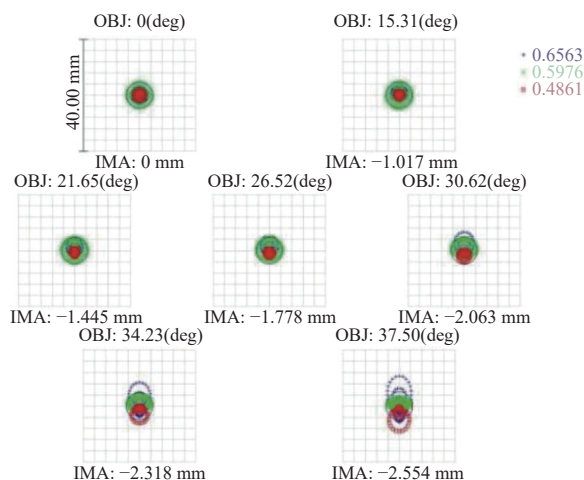 OBJ: 0(deg)
OBJ: 15.31(deg)
0.6563
0.5976
0.4861
40.00 mm
IMA: 0 mm
IMA: −1.017 mm
OBJ: 21.65(deg)
OBJ: 26.52(deg)
OBJ: 30.62(deg)
IMA: −1.445 mm
IMA: −1.778 mm
IMA: −2.063 mm
OBJ: 34.23(deg)
OBJ: 37.50(deg)
IMA: −2.318 mm
IMA: −2.554 mm